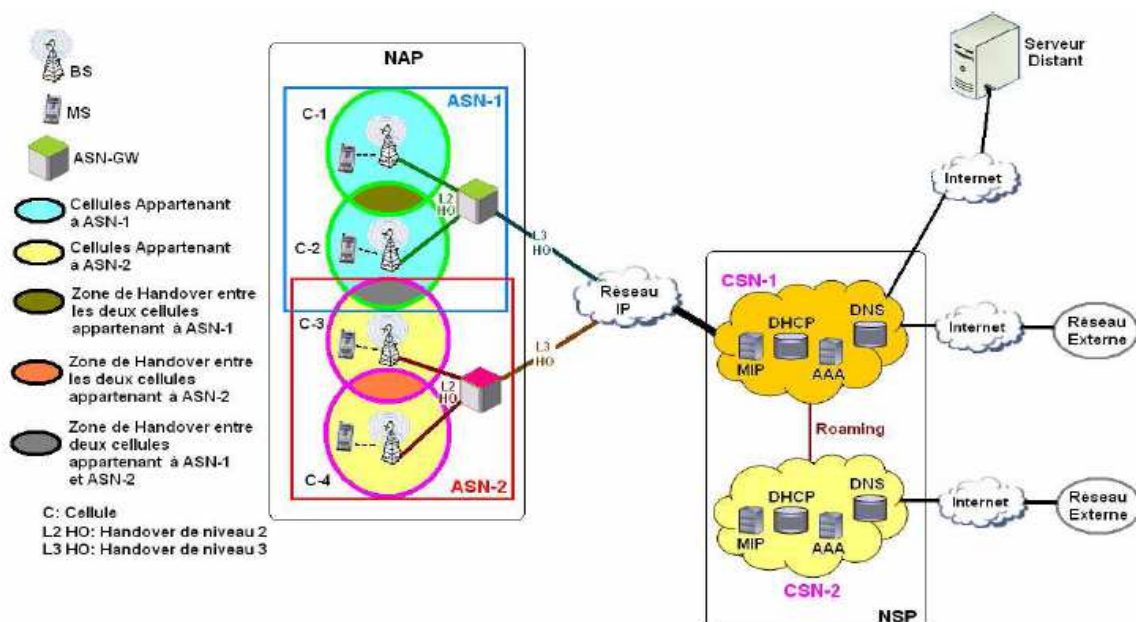 BS
MS
ASN-GW
Cellules Appartenant
à ASN-1
Cellules Appartenant
à ASN-2
Zone de Handover entre
les deux cellules
appartenant à ASN-1
Zone de Handover entre
les deux cellules
appartenant à ASN-2
Zone de Handover entre
deux cellules
appartenant à ASN-1
et ASN-2
C: Cellule
L2 HO: Handover de niveau 2
L3 HO: Handover de niveau 3
NAP
ASN-1
C-1
L2
HO
C-2
C-3
L2
HO
C-4
ASN-2
L3
HO
Réseau
IP
L3
HO
Serveur
Distant
Internet
CSN-1
DHCP
DNS
MIP
AAA
Internet
Réseau
Externe
Roaming
DHCP
DNS
MIP
AAA
CSN-2
Internet
Réseau
Externe
NSP